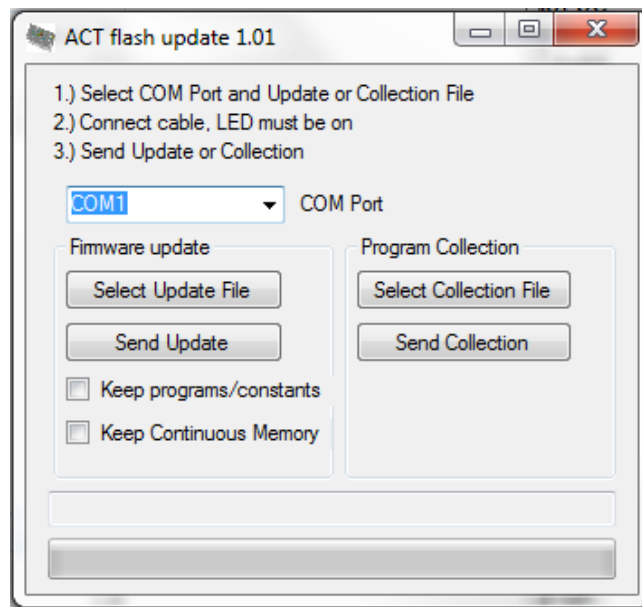 ACT flash update 1.01
1.) Select COM Port and Update or Collection File
2.) Connect cable, LED must be on
3.) Send Update or Collection
COM1 COM Port
Firmware update
Select Update File
Send Update
Keep programs/constants
Keep Continuous Memory
Program Collection
Select Collection File
Send Collection